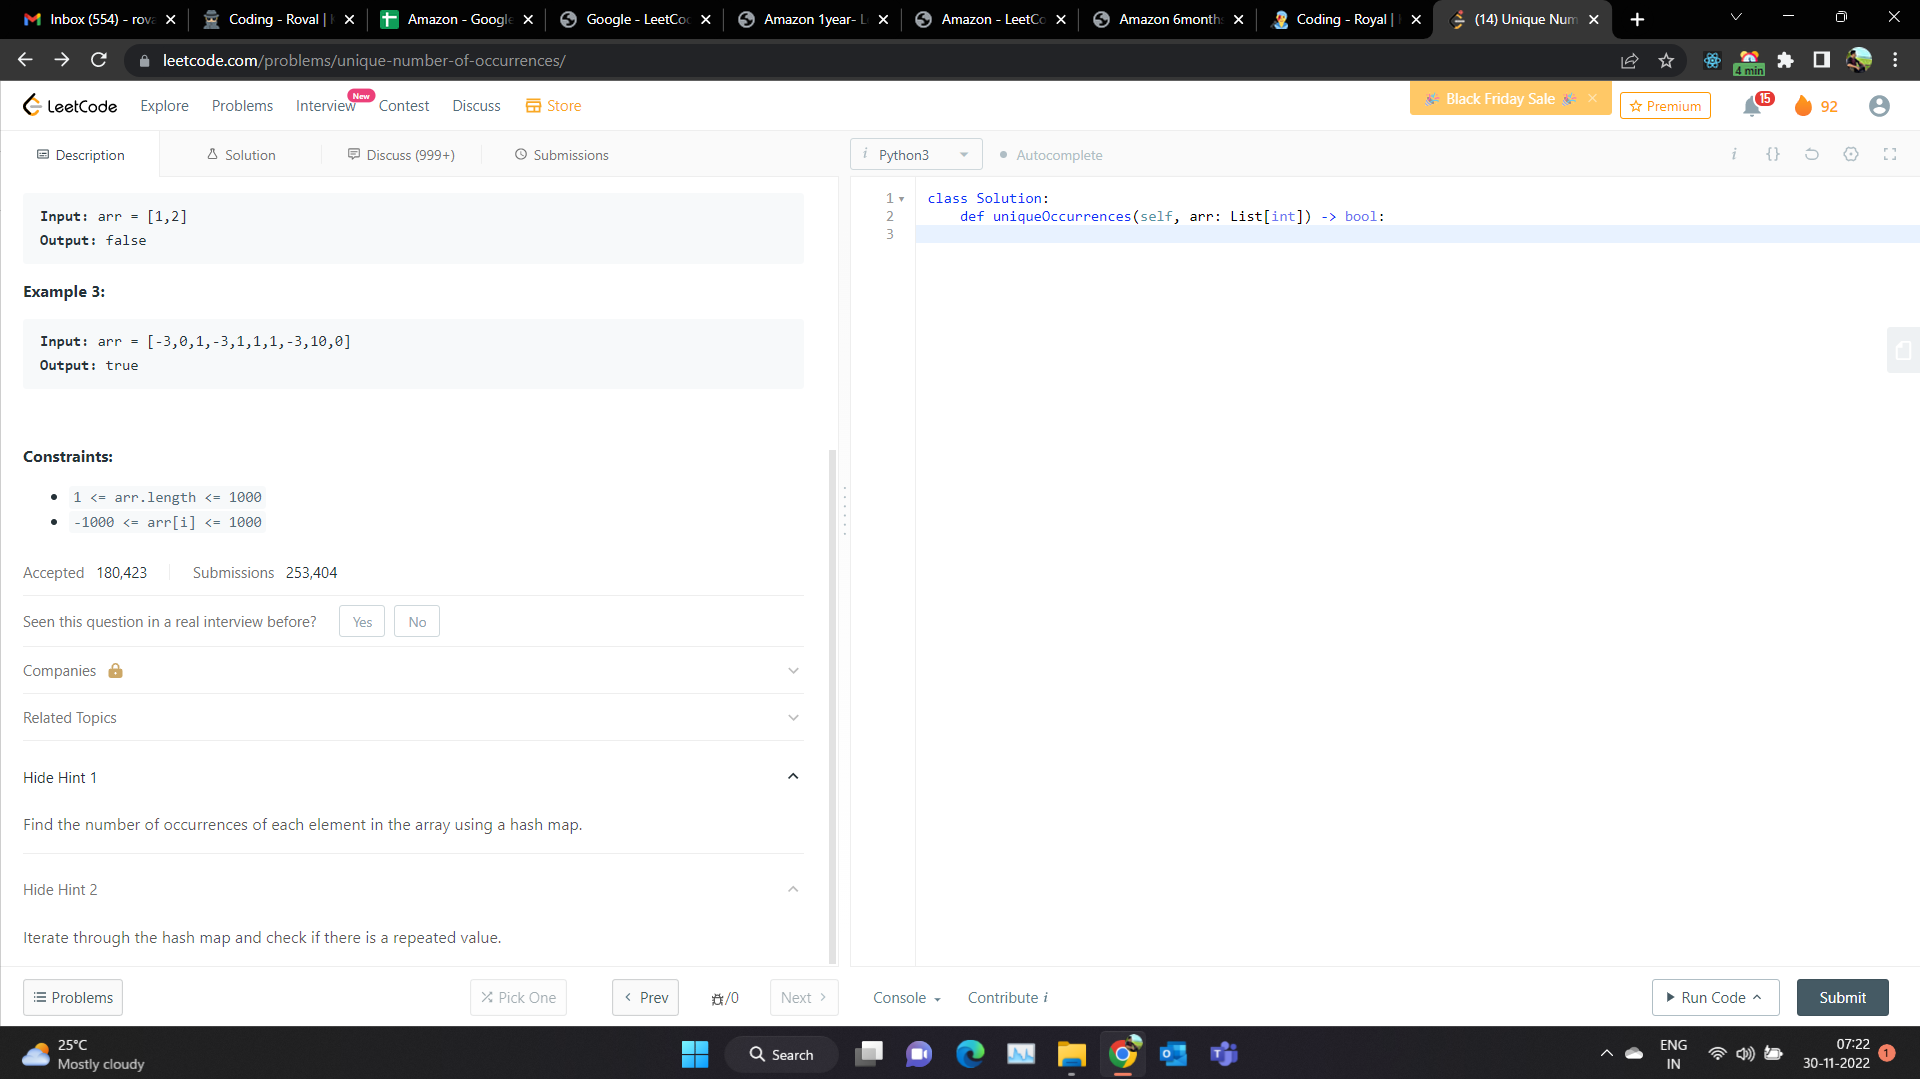 Inbox (554) - rova
Coding - Roval |
Amazon - Google
Google - LeetCo
Amazon 1year- L
Amazon - LeetCo
Amazon 6months
Coding - Royal |
(14) Unique Num
leetcode.com/problems/unique-number-of-occurrences/
4 min
LeetCode
Explore
Problems
Interview
New
Contest
Discuss
Store
Black Friday Sale
Premium
15
92
Description
Solution
Discuss (999+)
Submissions
i Python3
Autocomplete
i {}
Input: arr = [1,2]
Output: false
Example 3:
Input: arr = [-3,0,1,-3,1,1,1,-3,10,0]
Output: true
Constraints:
1 <= arr.length <= 1000
-1000 <= arr[i] <= 1000
Accepted 180,423
Submissions 253,404
Seen this question in a real interview before?
Yes
No
Companies
Related Topics
Hide Hint 1
Find the number of occurrences of each element in the array using a hash map.
Hide Hint 2
Iterate through the hash map and check if there is a repeated value.
1 class Solution:
2 def uniqueOccurrences(self, arr: List[int]) -> bool:
3
Problems
Pick One
Prev
/0
Next
Console
Contribute i
Run Code
Submit
25°C
Mostly cloudy
Search
ENG
IN
07:22
30-11-2022
1